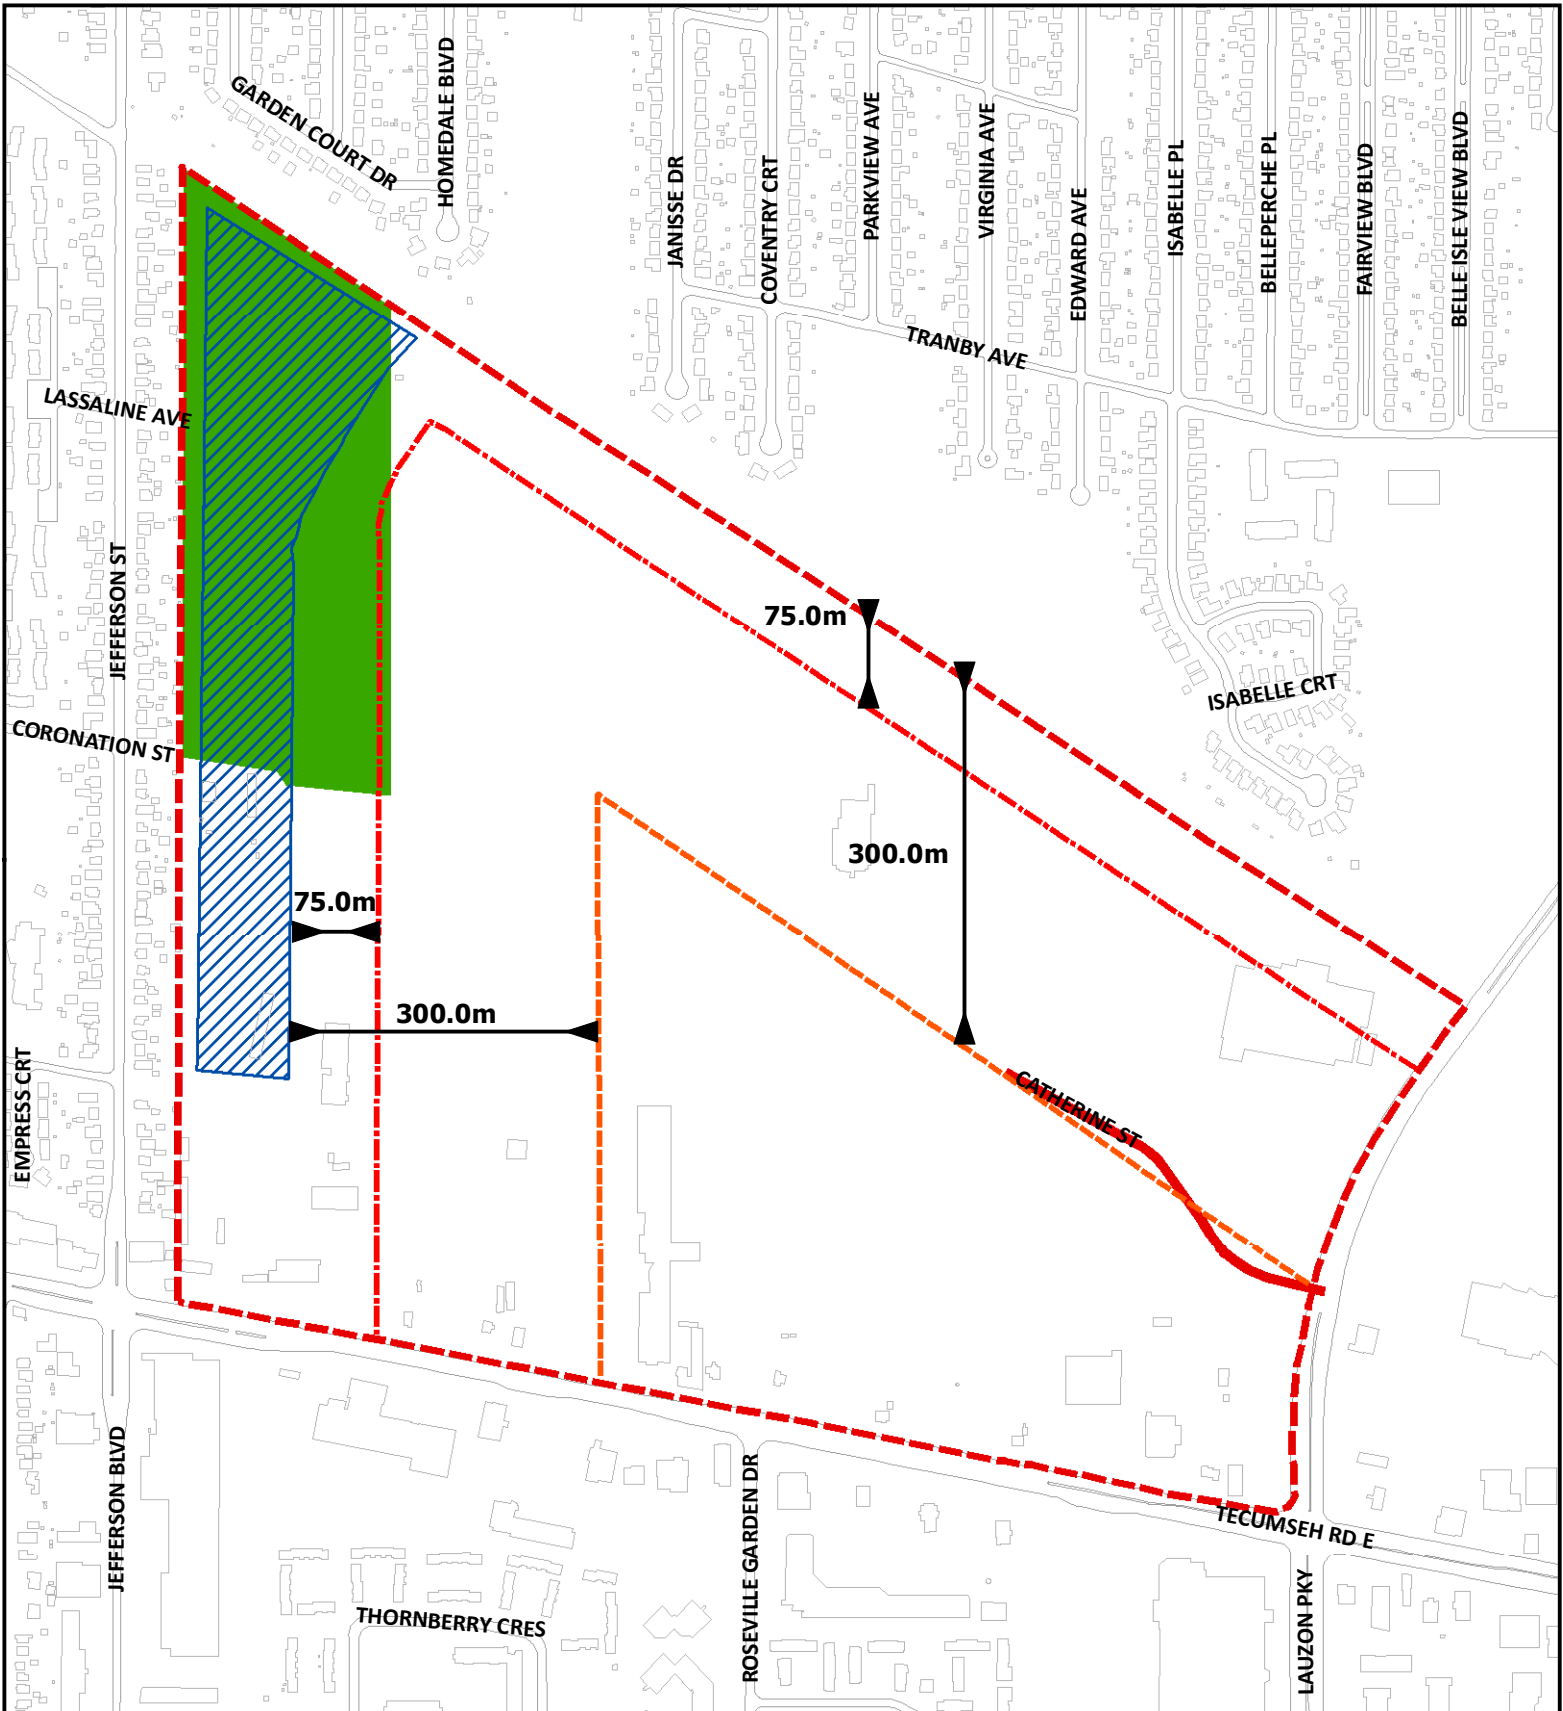 HOMEDALE BLVD
GARDEN COURT DR
JANISSE DR
COVENTRY CRT
PARKVIEW AVE
VIRGINIA AVE
EDWARD AVE
ISABELLE PL
BELLEPERCHE PL
FAIRVIEW BLVD
BELLE ISLE VIEW BLVD
TRANBY AVE
LASSALINE AVE
JEFFERSON ST
75.0m
ISABELLE CRT
CORONATION ST
300.0m
75.0m
300.0m
EMPRESS CRT
CATHERINE ST
JEFFERSON BLVD
ROSEVILLE GARDEN DR
TECUMSEH RD E
THORNBERRY CRES
LAUZON PKY